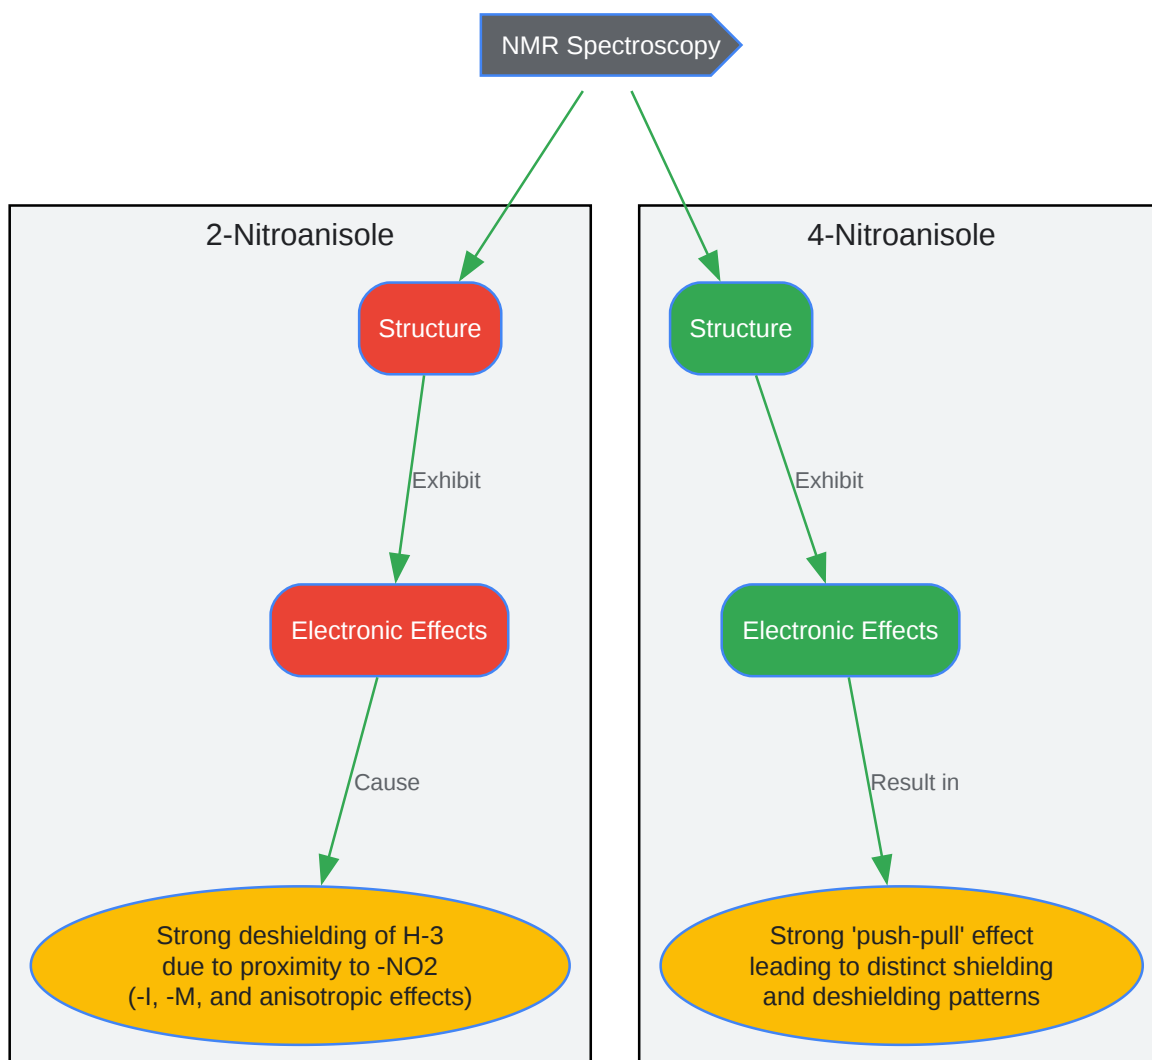 NMR Spectroscopy
2-Nitroanisole
Structure
Exhibit
Electronic Effects
Cause
Strong deshielding of H-3
due to proximity to -NO2
(-I, -M, and anisotropic effects)
4-Nitroanisole
Structure
Exhibit
Electronic Effects
Result in
Strong 'push-pull' effect
leading to distinct shielding
and deshielding patterns